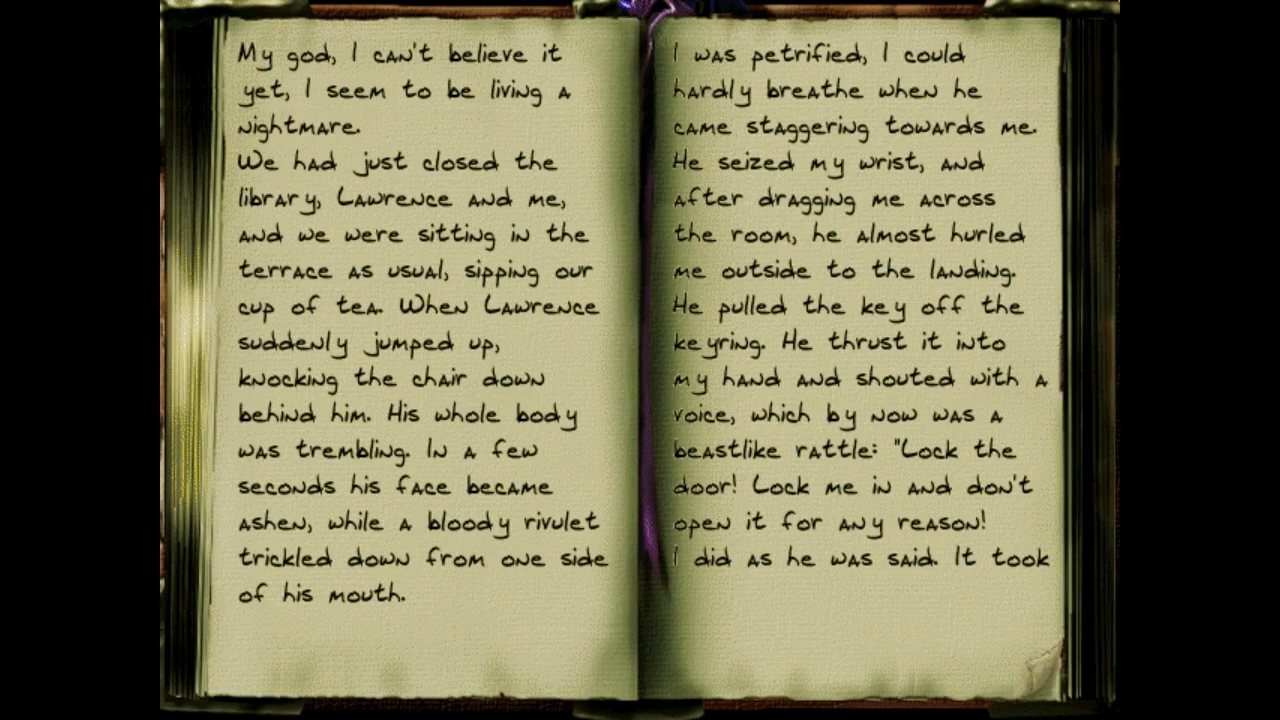 My god, I can't believe it
yet, I seem to be living a
nightmare.
We had just closed the
library, Lawrence and me,
and we were sitting in the
terrace as usual, sipping our
cup of tea. When Lawrence
suddenly jumped up,
knocking the chair down
behind him. His whole body
was trembling. In a few
seconds his face became
ashen, while a bloody rivulet
trickled down from one side
of his mouth.
I was petrified, I could
hardly breathe when he
came staggering towards me.
He seized my wrist, and
after dragging me across
the room, he almost hurled
me outside to the landing.
He pulled the key off the
keyring. He thrust it into
my hand and shouted with a
voice, which by now was a
beastlike rattle: "Lock the
door! Lock me in and don't
open it for any reason!
I did as he was said. It took